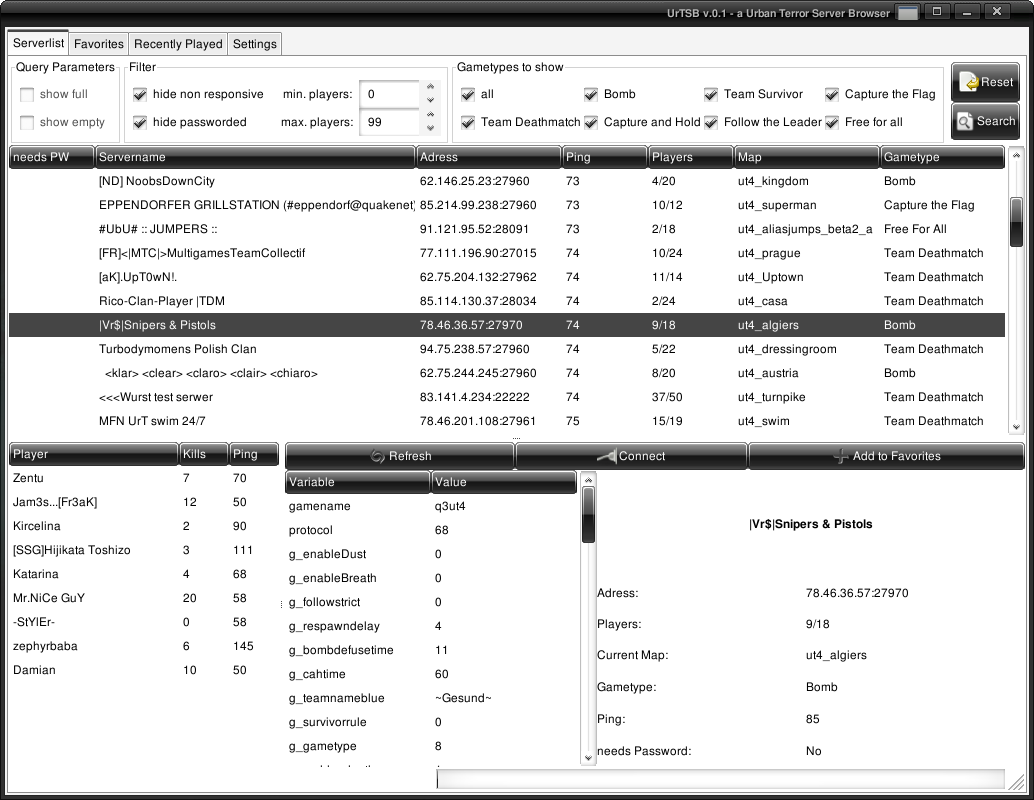 UrTSB v.0.1 - a Urban Terror Server Browser
Serverlist Favorites Recently Played Settings
Query Parameters Filter Gametypes to show
show full hide non responsive min. players: 0 all Bomb Team Survivor Capture the Flag Reset
show empty hide passworded max. players: 99 Team Deathmatch Capture and Hold Follow the Leader Free for all Search
needs PW Servername Adress Ping Players Map Gametype
[ND] NoobsDownCity 62.146.25.23:27960 73 4/20 ut4_kingdom Bomb
EPPENDORFER GRILLSTATION (#eppendorf@quakenet) 85.214.99.238:27960 73 10/12 ut4_superman Capture the Flag
#UbU# :: JUMPERS :: 91.121.95.52:28091 73 2/18 ut4_aliasjumps_beta2_a Free For All
[FR]<|MTC|>MultigamesTeamCollectif 77.111.196.90:27015 74 10/24 ut4_prague Team Deathmatch
[aK].UpT0wN!. 62.75.204.132:27962 74 11/14 ut4_Uptown Team Deathmatch
Rico-Clan-Player |TDM 85.114.130.37:28034 74 2/24 ut4_casa Team Deathmatch
|Vr$|Snipers & Pistols 78.46.36.57:27970 74 9/18 ut4_algiers Bomb
Turbodymomens Polish Clan 94.75.238.57:27960 74 5/22 ut4_dressingroom Team Deathmatch
<klar> <clear> <claro> <clair> <chiaro> 62.75.244.245:27960 74 8/20 ut4_austria Bomb
<<<Wurst test serwer 83.141.4.234:22222 74 37/50 ut4_turnpike Team Deathmatch
MFN UrT swim 24/7 78.46.201.108:27961 75 15/19 ut4_swim Team Deathmatch
Player Kills Ping
Zentu 7 70
Jam3s...[Fr3aK] 12 50
Kircelina 2 90
[SSG]Hijikata Toshizo 3 111
Katarina 4 68
Mr.NiCe GuY 20 58
-StYlEr- 0 58
zephyrbaba 6 145
Damian 10 50
Refresh Connect Add to Favorites
Variable Value
gamename q3ut4
protocol 68
g_enableDust 0
g_enableBreath 0
g_followstrict 0
g_respawndelay 4
g_bombdefusetime 11
g_cahtime 60
g_teamnameblue ~Gesund~
g_survivorrule 0
g_gametype 8
|Vr$|Snipers & Pistols
Adress: 78.46.36.57:27970
Players: 9/18
Current Map: ut4_algiers
Gametype: Bomb
Ping: 85
needs Password: No